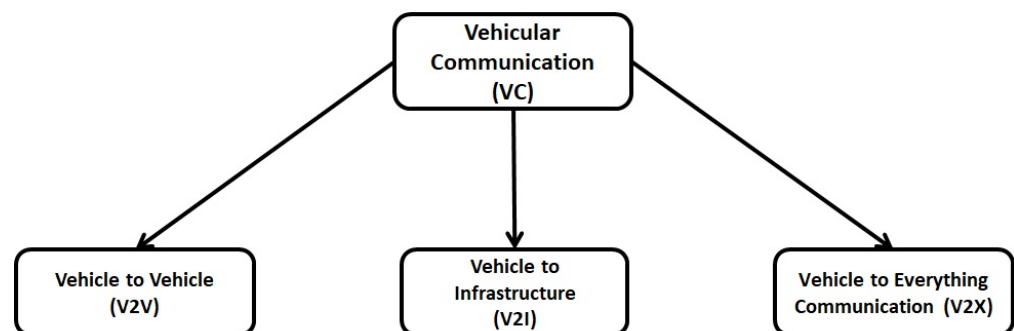 Vehicular
Communication
(VC)
Vehicle to Vehicle
(V2V)
Vehicle to
Infrastructure
(V2I)
Vehicle to Everything
Communication (V2X)